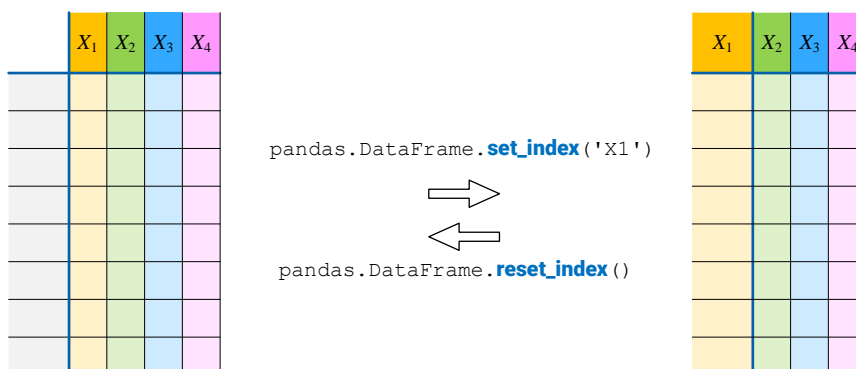 X₁ X₂ X₃ X₄
X₁ X₂ X₃ X₄
pandas.DataFrame.set_index('X1')
pandas.DataFrame.reset_index()